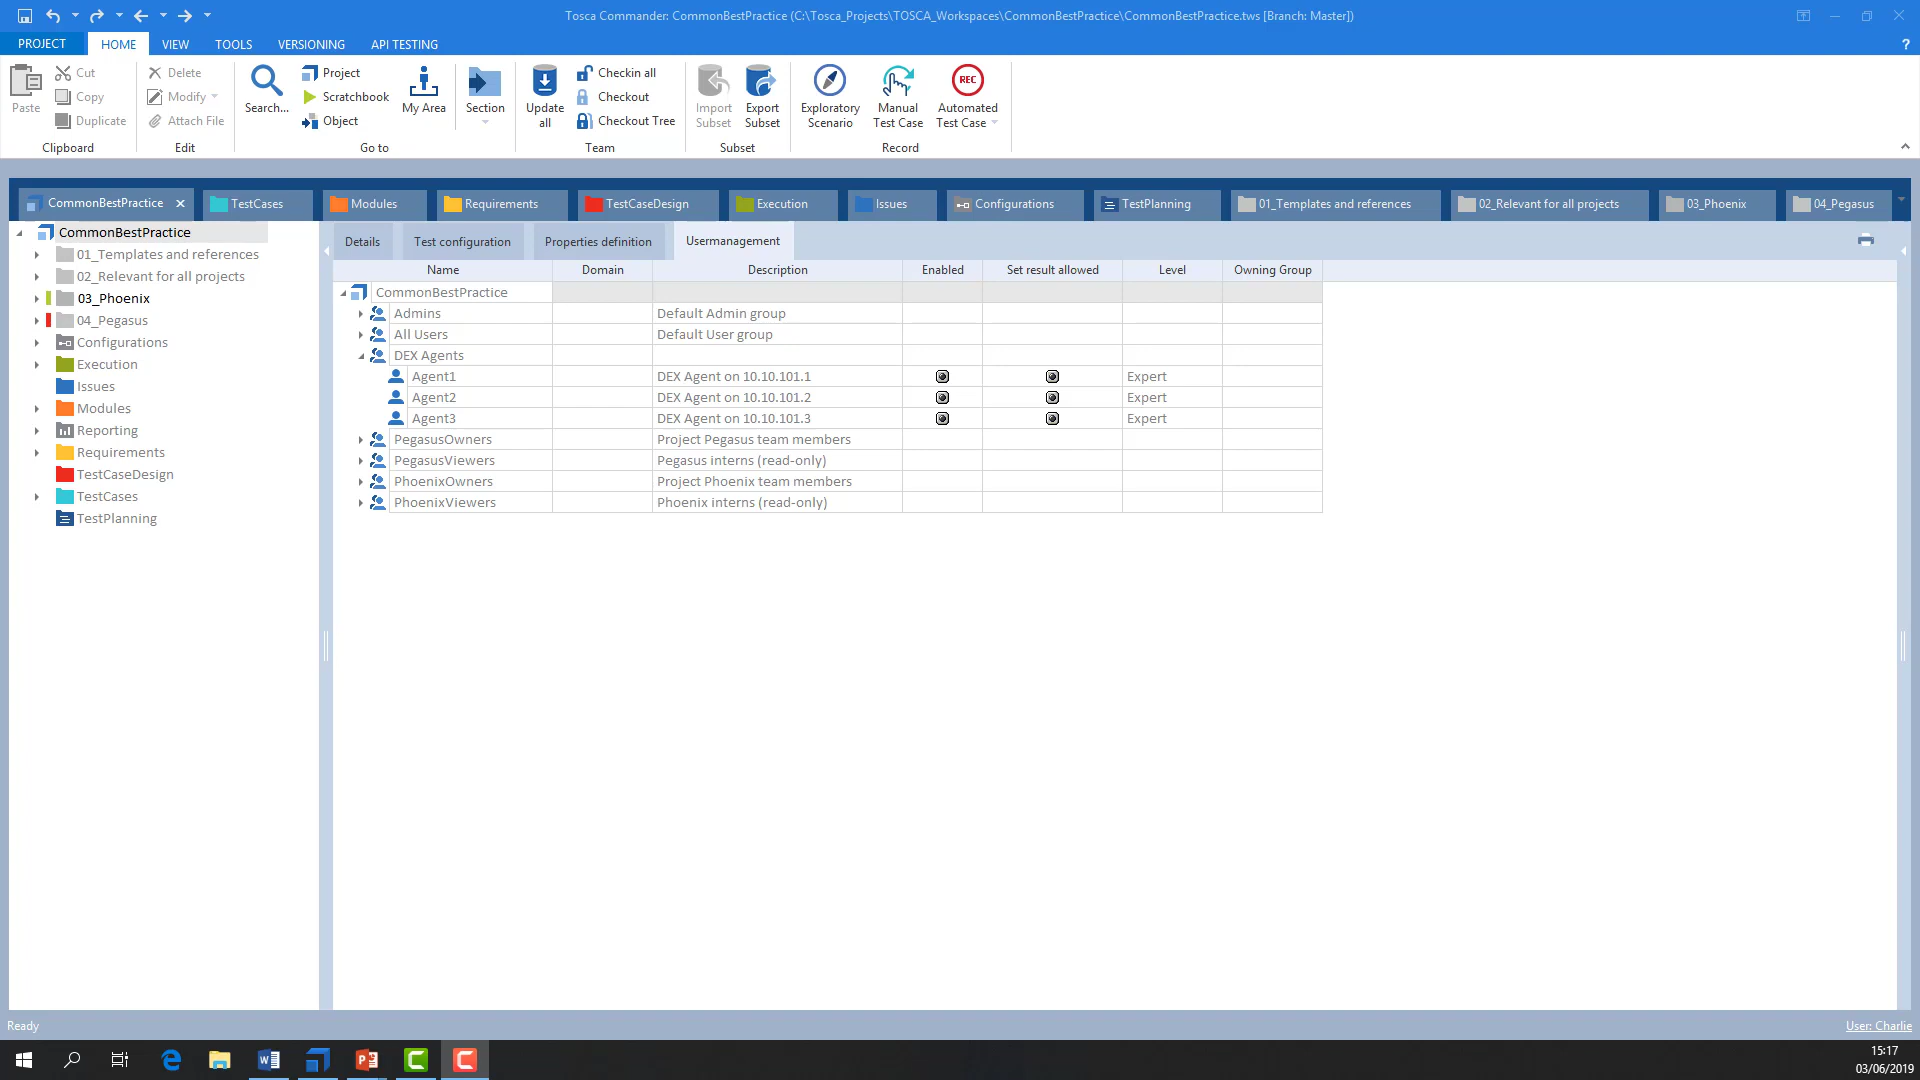 Tosca Commander: CommonBestPractice (C:\Tosca_Projects\TOSCA_Workspaces\CommonBestPractice\CommonBestPractice.tws [Branch: Master])
PROJECT HOME VIEW TOOLS VERSIONING API TESTING ?
Paste
Cut
Copy
Duplicate
Clipboard
Delete
Modify
Attach File
Edit
Search...
Project
Scratchbook
Object
My Area
Section
Go to
Update all
Checkin all
Checkout
Checkout Tree
Team
Import Subset
Export Subset
Subset
Exploratory Scenario
Manual Test Case
REC
Automated Test Case
Record
CommonBestPractice TestCases Modules Requirements TestCaseDesign Execution Issues Configurations TestPlanning 01_Templates and references 02_Relevant for all projects 03_Phoenix 04_Pegasus
CommonBestPractice
01_Templates and references
02_Relevant for all projects
03_Phoenix
04_Pegasus
Configurations
Execution
Issues
Modules
Reporting
Requirements
TestCaseDesign
TestCases
TestPlanning
Details Test configuration Properties definition Usermanagement
Name Domain Description Enabled Set result allowed Level Owning Group
CommonBestPractice
Admins Default Admin group
All Users Default User group
DEX Agents
Agent1 DEX Agent on 10.10.101.1 Expert
Agent2 DEX Agent on 10.10.101.2 Expert
Agent3 DEX Agent on 10.10.101.3 Expert
PegasusOwners Project Pegasus team members
PegasusViewers Pegasus interns (read-only)
PhoenixOwners Project Phoenix team members
PhoenixViewers Phoenix interns (read-only)
Ready
User: Charlie
15:17
03/06/2019